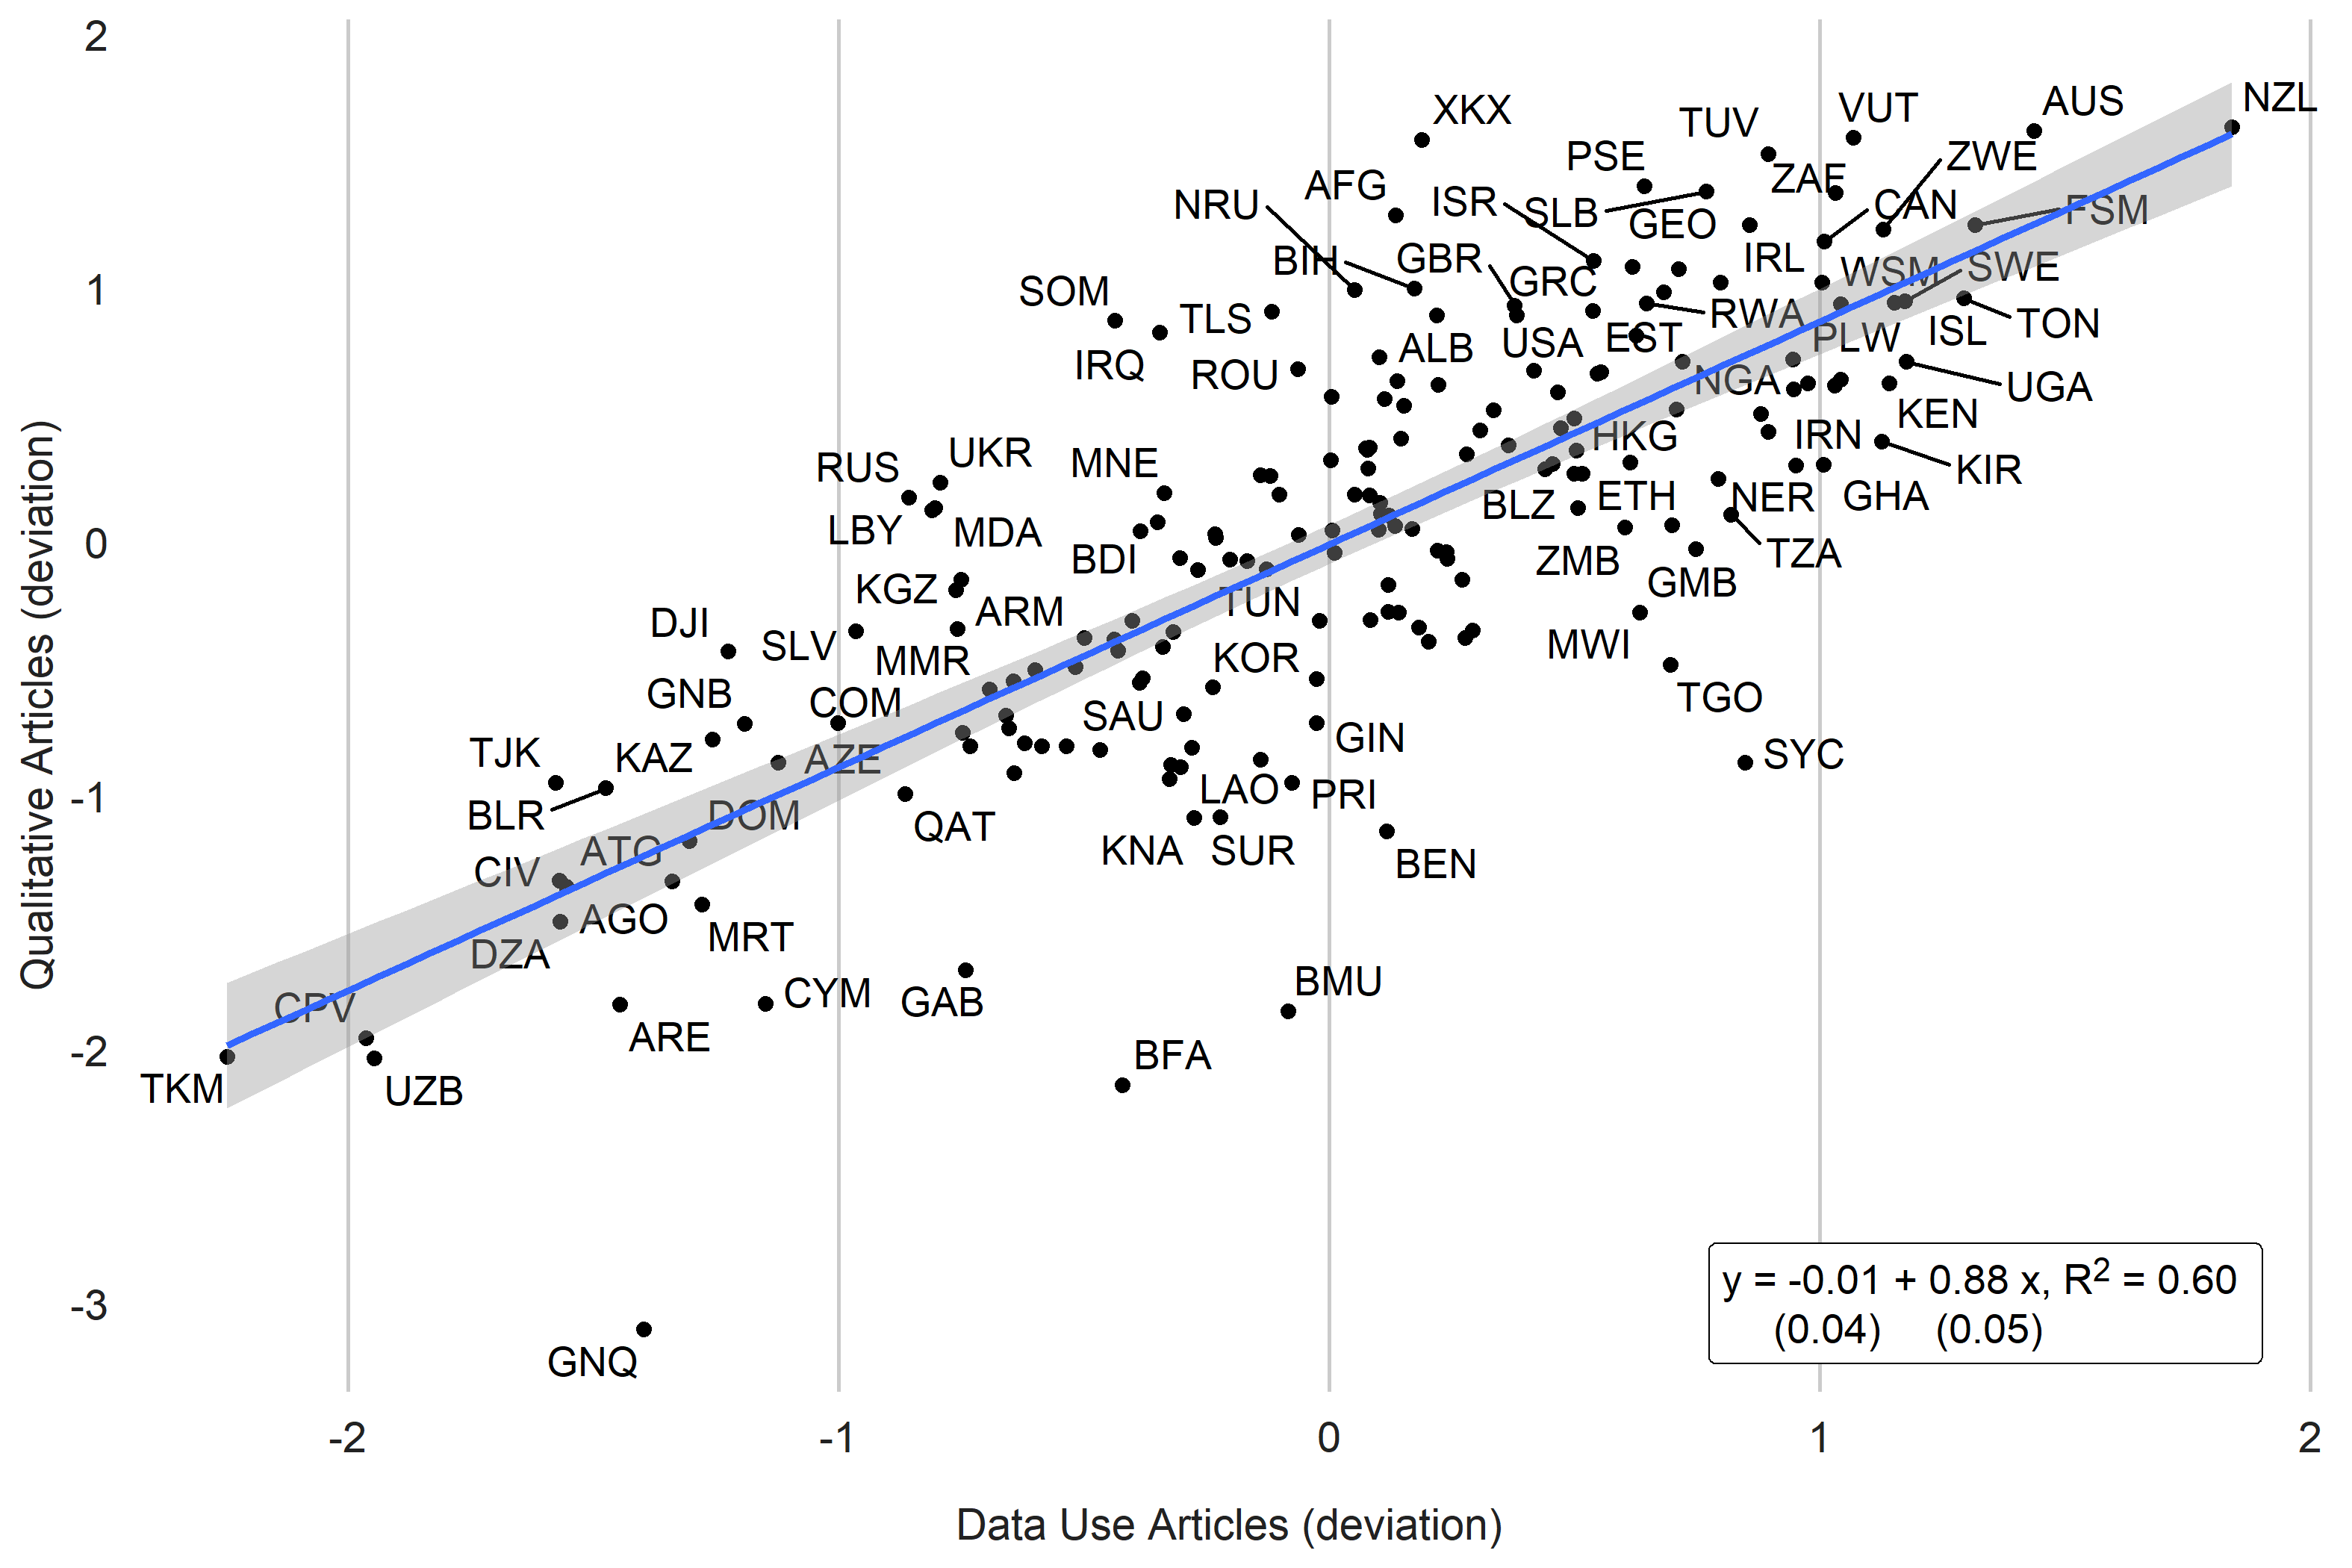 2
NZL
AUS
VUT
XKX
TUV
PSE
ZWE
ZAF
AFG
ISR
NRU
SLB
CAN
FSM
GEO
BIH
GBR
IRL
WSM
SWE
GRC
1
SOM
TLS
RWA
TON
ISL
PLW
EST
USA
ALB
IRQ
ROU
NGA
UGA
KEN
IRN
HKG
UKR
MNE
RUS
KIR
GHA
NER
ETH
BLZ
LBY
MDA
0
BDI
ZMB
TZA
GMB
KGZ
TUN
ARM
DJI
SLV
MWI
KOR
MMR
GNB
TGO
COM
SAU
GIN
TJK
KAZ
AZE
SYC
LAO
PRI
-1
BLR
DOM
QAT
ATG
KNA
SUR
BEN
CIV
AGO
MRT
DZA
BMU
CYM
GAB
CPV
ARE
-2
BFA
TKM
UZB
y = -0.01 + 0.88 x, R² = 0.60
(0.04) (0.05)
-3
GNQ
-2 -1 0 1 2
Data Use Articles (deviation)
Qualitative Articles (deviation)